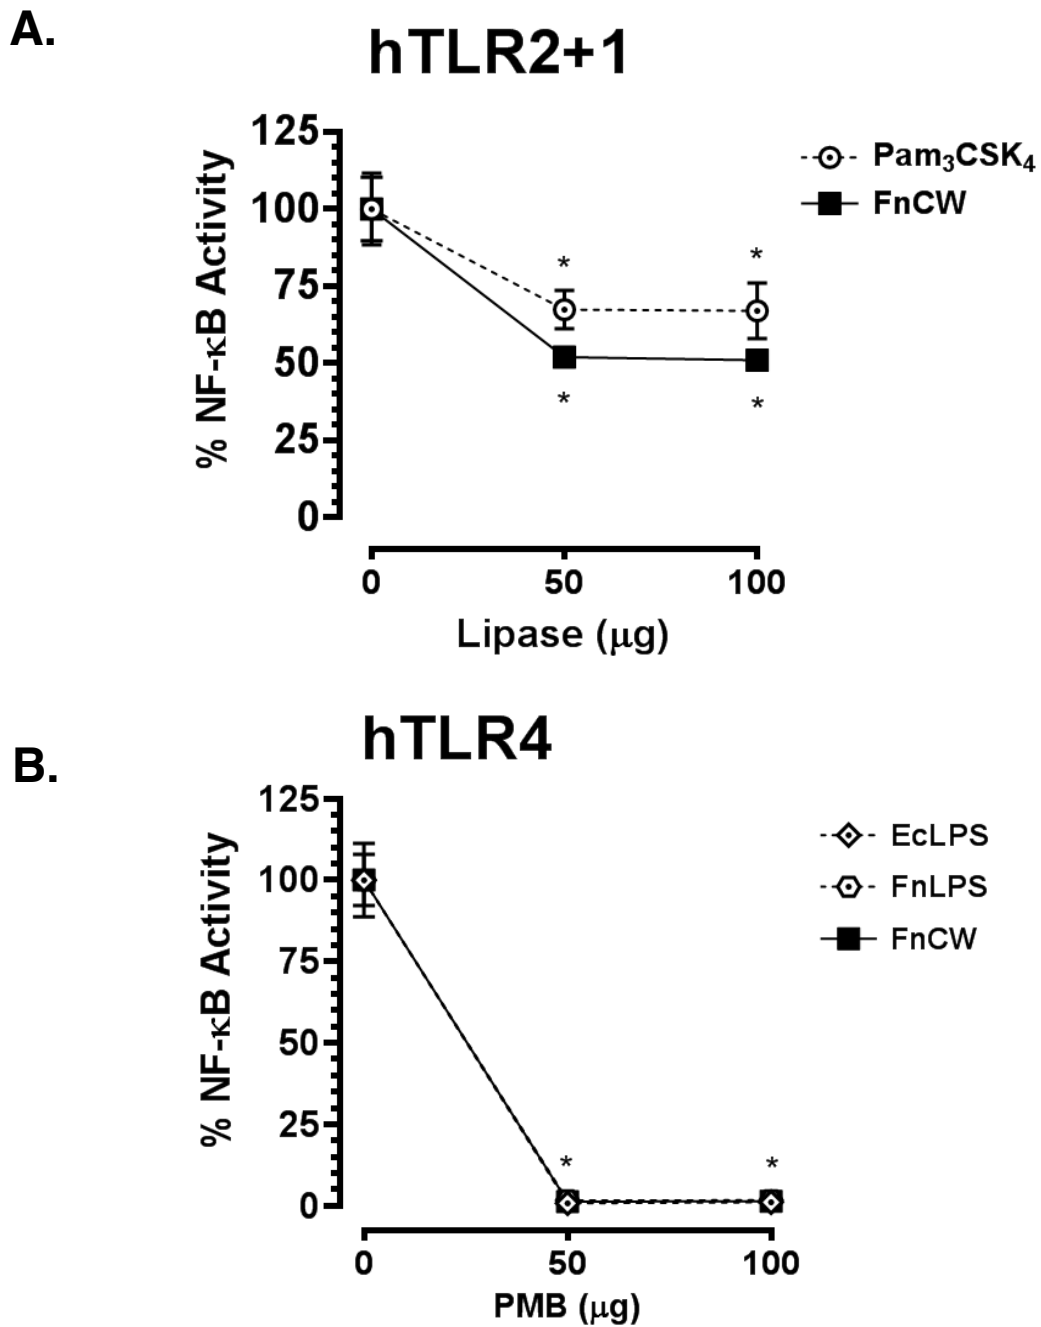 A.
hTLR2+1
125
100
75
50
25
0
% NF-κB Activity
Pam₃CSK₄
FnCW
*
*
*
*
0 50 100
Lipase (μg)
B.
hTLR4
125
100
75
50
25
0
% NF-κB Activity
EcLPS
FnLPS
FnCW
* *
0 50 100
PMB (μg)